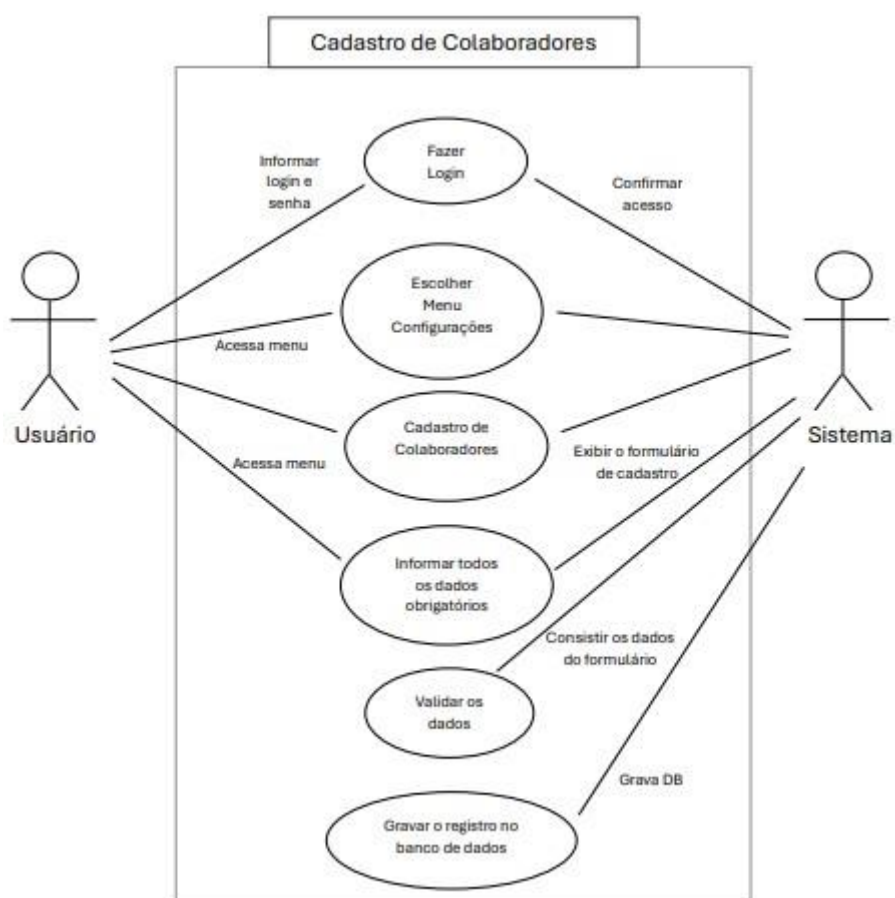 Cadastro de Colaboradores
Informar
login e
senha
Fazer
Login
Confirmar
acesso
Escolher
Menu
Configurações
Acessa menu
Usuário
Sistema
Cadastro de
Colaboradores
Acessa menu
Exibir o formulário
de cadastro
Informar todos
os dados
obrigatórios
Consistir os dados
do formulário
Validar os
dados
Grava DB
Gravar o registro no
banco de dados